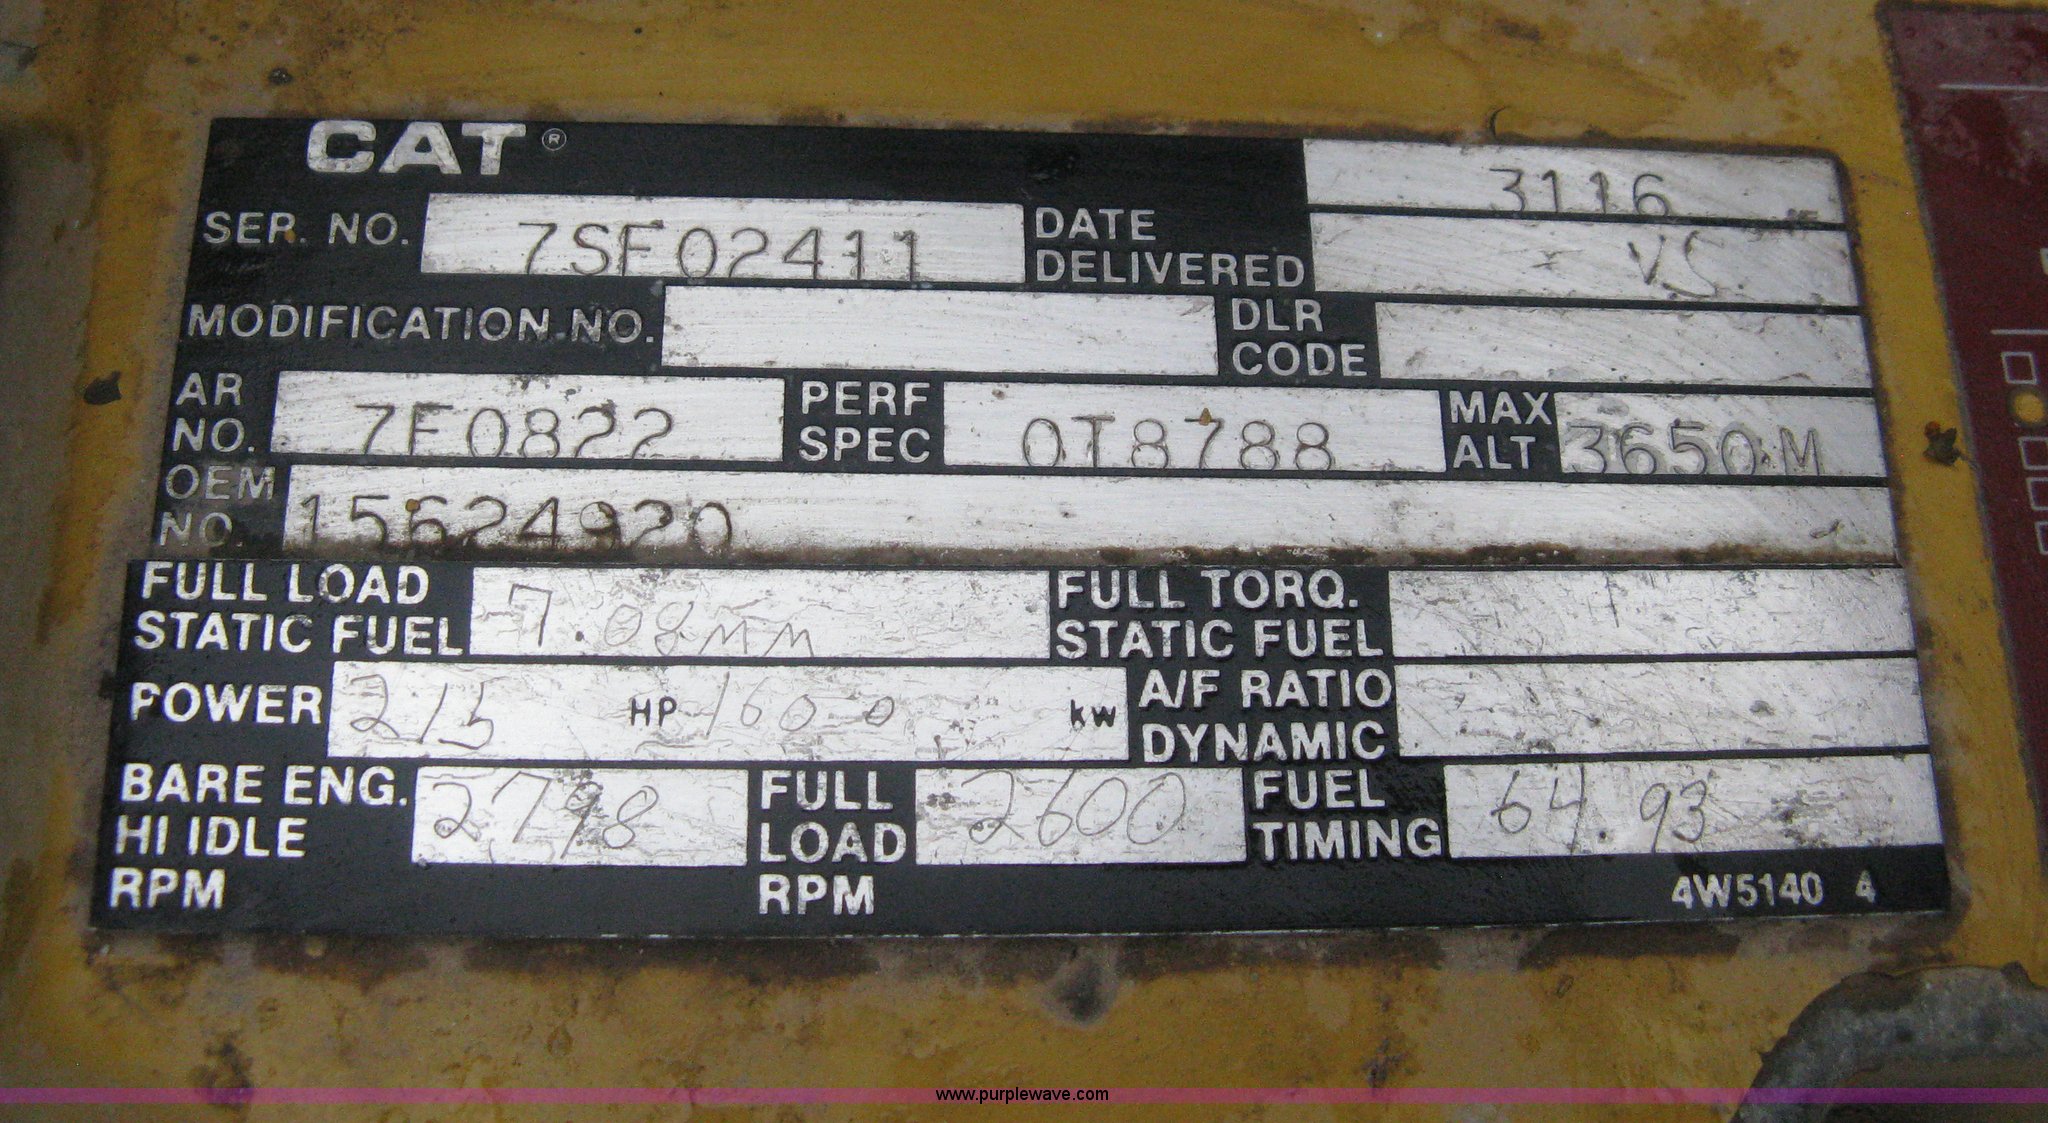 CAT®
3116
SER. NO. 7SF02411 DATE DELIVERED VS
MODIFICATION NO. DLR CODE
AR NO. 7E0822 PERF SPEC 0T8788 MAX ALT 3650 M
OEM NO. 15624920
FULL LOAD STATIC FUEL 7.08MM FULL TORQ. STATIC FUEL
POWER 215 HP 160.0 kW A/F RATIO DYNAMIC
BARE ENG. HI IDLE RPM 2798 FULL LOAD RPM 2600 FUEL TIMING 64.93
4W5140 4
www.purplewave.com